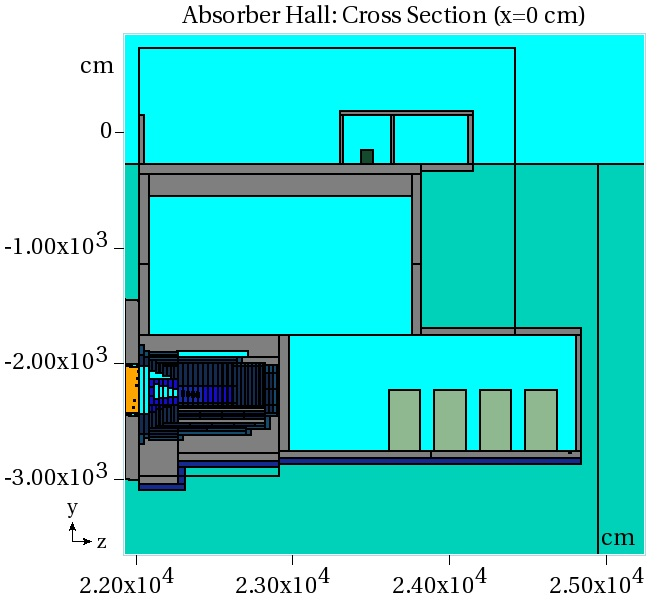 Absorber Hall: Cross Section (x=0 cm)
cm
0
-1.00x10³
-2.00x10³
-3.00x10³
y
z
cm
2.20x10⁴ 2.30x10⁴ 2.40x10⁴ 2.50x10⁴